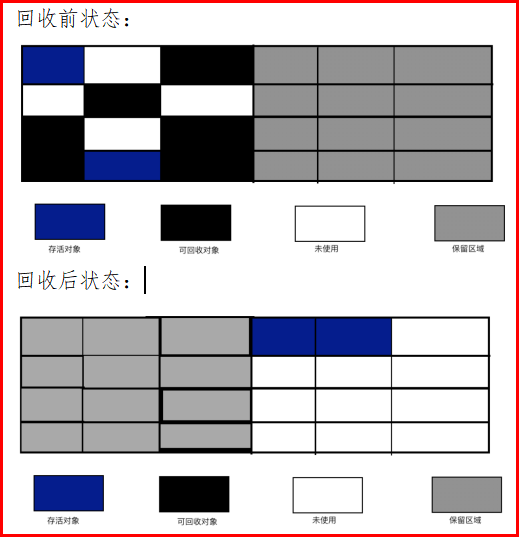 回收前状态：
存活对象
可回收对象
未使用
保留区域
回收后状态：
存活对象
可回收对象
未使用
保留区域